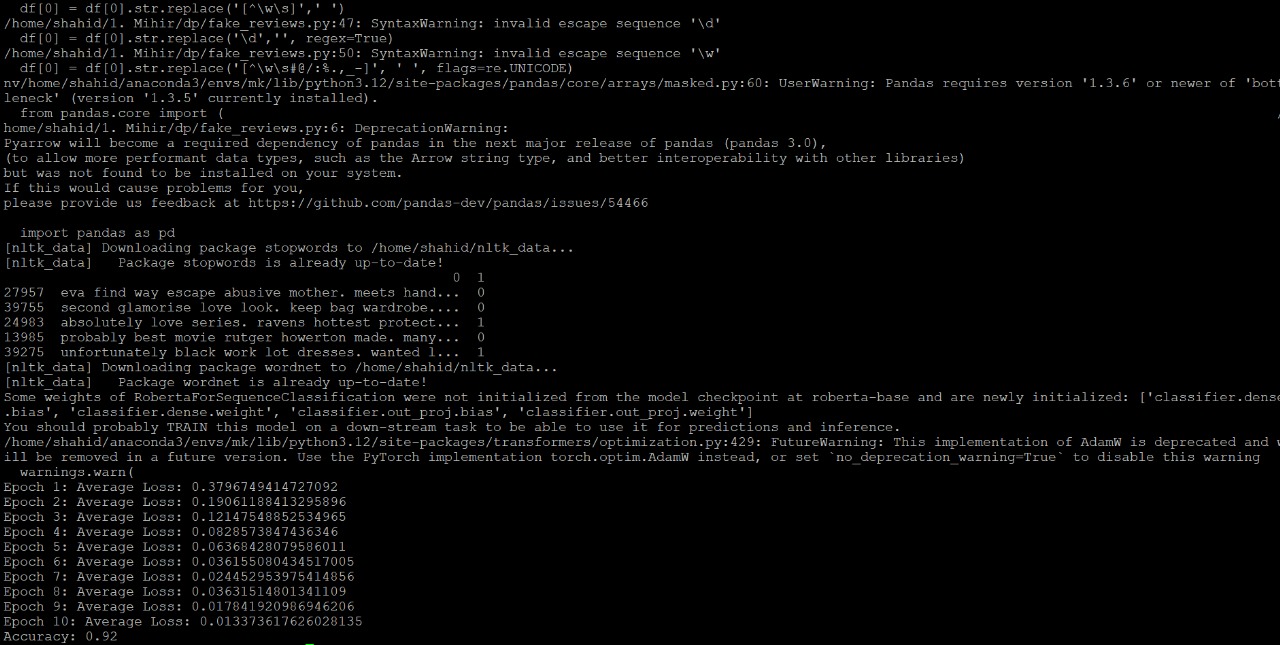 df[0] = df[0].str.replace('[^\w\s]',' ')
/home/shahid/1. Mihir/dp/fake_reviews.py:47: SyntaxWarning: invalid escape sequence '\d'
df[0] = df[0].str.replace('\d','', regex=True)
/home/shahid/1. Mihir/dp/fake_reviews.py:50: SyntaxWarning: invalid escape sequence '\w'
df[0] = df[0].str.replace('[^\w\s#@/:%.,_-]', ' ', flags=re.UNICODE)
nv/home/shahid/anaconda3/envs/mk/lib/python3.12/site-packages/pandas/core/arrays/masked.py:60: UserWarning: Pandas requires version '1.3.6' or newer of 'bott
leneck' (version '1.3.5' currently installed).
from pandas.core import (
home/shahid/1. Mihir/dp/fake_reviews.py:6: DeprecationWarning:
Pyarrow will become a required dependency of pandas in the next major release of pandas (pandas 3.0),
(to allow more performant data types, such as the Arrow string type, and better interoperability with other libraries)
but was not found to be installed on your system.
If this would cause problems for you,
please provide us feedback at https://github.com/pandas-dev/pandas/issues/54466
import pandas as pd
[nltk_data] Downloading package stopwords to /home/shahid/nltk_data...
[nltk_data]   Package stopwords is already up-to-date!
0  1
27957  eva find way escape abusive mother. meets hand...  0
39755  second glamorise love look. keep bag wardrobe....  0
24983  absolutely love series. ravens hottest protect...  1
13985  probably best movie rutger howerton made. many...  0
39275  unfortunately black work lot dresses. wanted l...  1
[nltk_data] Downloading package wordnet to /home/shahid/nltk_data...
[nltk_data]   Package wordnet is already up-to-date!
Some weights of RobertaForSequenceClassification were not initialized from the model checkpoint at roberta-base and are newly initialized: ['classifier.dense
.bias', 'classifier.dense.weight', 'classifier.out_proj.bias', 'classifier.out_proj.weight']
You should probably TRAIN this model on a down-stream task to be able to use it for predictions and inference.
/home/shahid/anaconda3/envs/mk/lib/python3.12/site-packages/transformers/optimization.py:429: FutureWarning: This implementation of AdamW is deprecated and w
ill be removed in a future version. Use the PyTorch implementation torch.optim.AdamW instead, or set `no_deprecation_warning=True` to disable this warning
warnings.warn(
Epoch 1: Average Loss: 0.3796749414727092
Epoch 2: Average Loss: 0.19061188413295896
Epoch 3: Average Loss: 0.12147548852534965
Epoch 4: Average Loss: 0.0828573847436346
Epoch 5: Average Loss: 0.06368428079586011
Epoch 6: Average Loss: 0.036155080434517005
Epoch 7: Average Loss: 0.024452953975414856
Epoch 8: Average Loss: 0.03631514801341109
Epoch 9: Average Loss: 0.017841920986946206
Epoch 10: Average Loss: 0.013373617626028135
Accuracy: 0.92